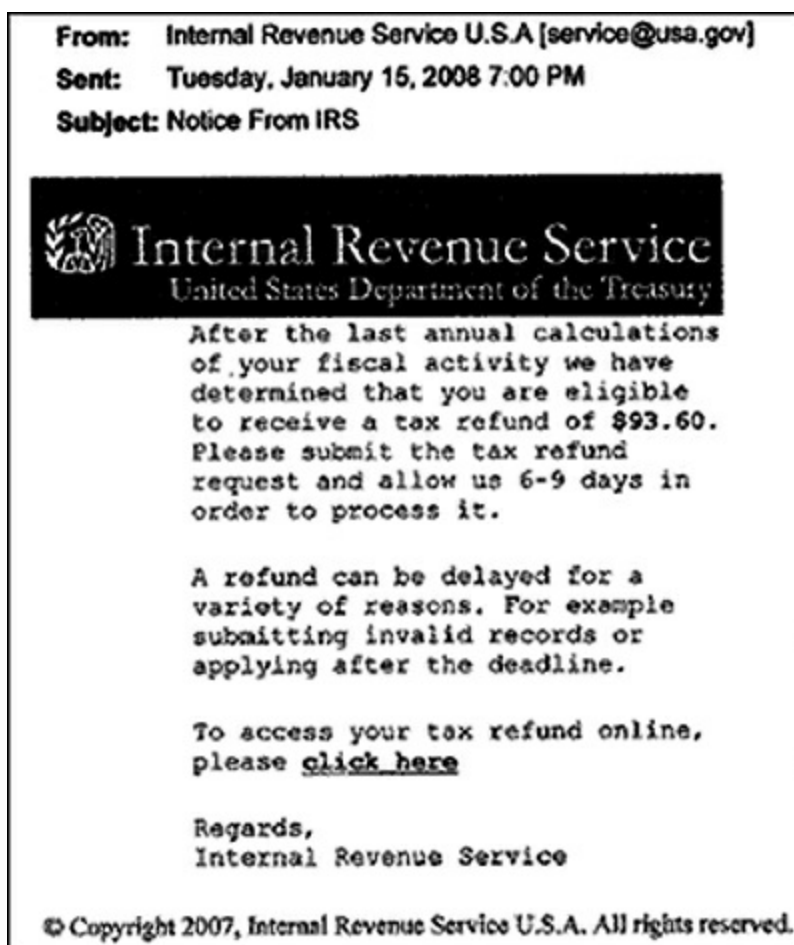 From: Internal Revenue Service U.S.A [service@usa.gov]
Sent: Tuesday, January 15, 2008 7:00 PM
Subject: Notice From IRS
Internal Revenue Service
United States Department of the Treasury
After the last annual calculations
of your fiscal activity we have
determined that you are eligible
to receive a tax refund of $93.60.
Please submit the tax refund
request and allow us 6-9 days in
order to process it.
A refund can be delayed for a
variety of reasons. For example
submitting invalid records or
applying after the deadline.
To access your tax refund online,
please click here
Regards,
Internal Revenue Service
© Copyright 2007, Internal Revenue Service U.S.A. All rights reserved.